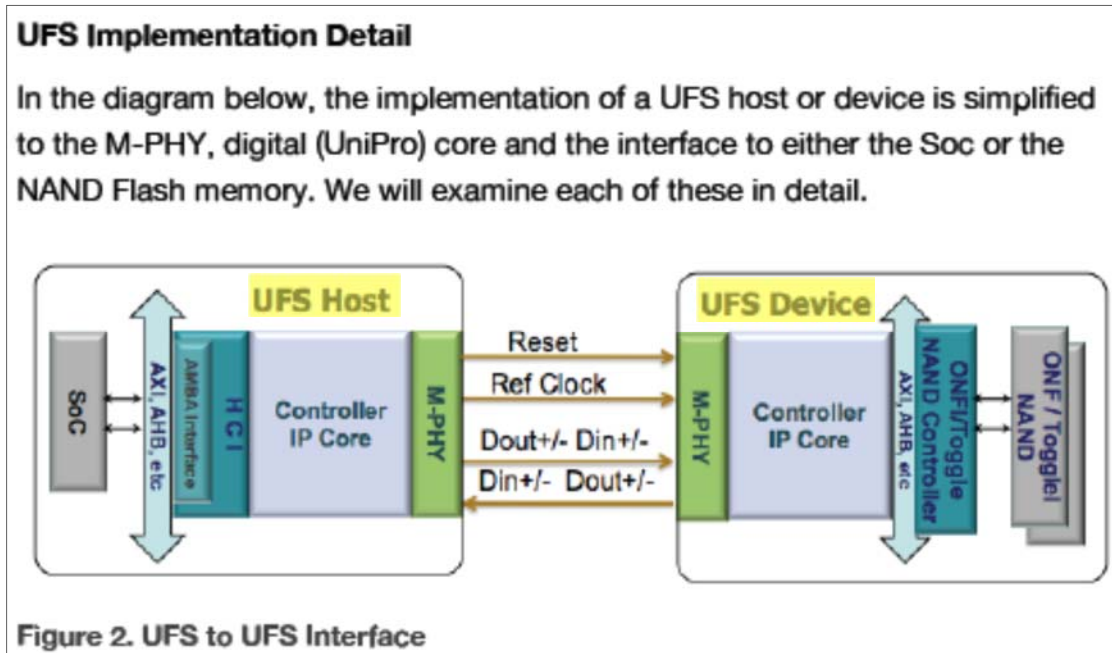 UFS Implementation Detail
In the diagram below, the implementation of a UFS host or device is simplified
to the M-PHY, digital (UniPro) core and the interface to either the Soc or the
NAND Flash memory. We will examine each of these in detail.
UFS Host
SoC
AXI, AHB, etc
AMBA Interface
HCI
Controller
IP Core
M-PHY
Reset
Ref Clock
Dout+/- Din+/-
Din+/- Dout+/-
UFS Device
M-PHY
Controller
IP Core
AXI, AHB, etc
ONFI/Toggle
NAND Controller
ONF / Togglel
NAND
Figure 2. UFS to UFS Interface